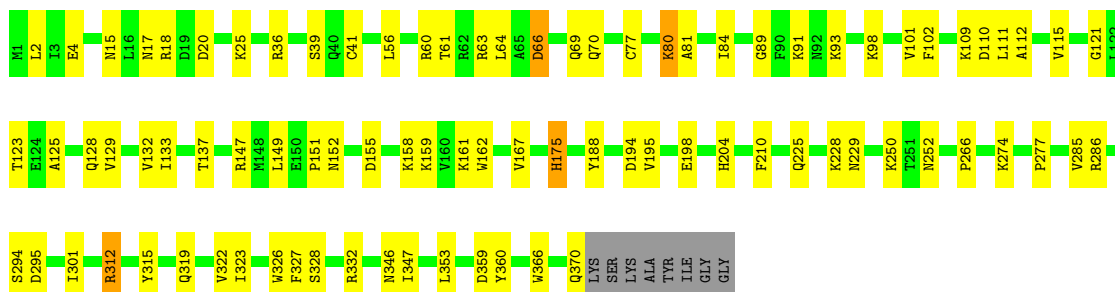 M1 L2 I3 E4 N15 L16 N17 R18 D19 D20 K25 R36 S39 Q40 C41 L56 R60 T61 R62 R63 L64 A65 D66 Q69 Q70 C77 K80 A81 I84 G89 F90 K91 N92 K93 K98 V101 F102 K109 D110 L111 A112 V115 G121 L122
T123 E124 A125 Q128 V129 V132 I133 T137 R147 M148 L149 E150 P151 N152 D155 K158 K159 V160 K161 W162 V167 H175 Y188 D194 V195 E198 H204 F210 Q225 K228 N229 K250 T251 N252 P266 K274 P277 V285 R286
S294 D295 I301 R312 Y315 Q319 V322 I323 W326 F327 S328 R332 N346 I347 L353 D359 Y360 W366 Q370 LYS SER LYS ALA TYR ILE GLY GLY